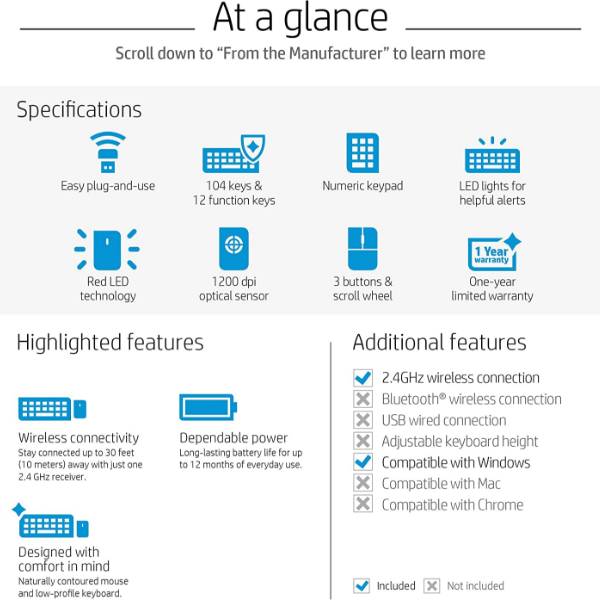 At a glance
Scroll down to “From the Manufacturer” to learn more
Specifications
Easy plug-and-use
104 keys &
12 function keys
Numeric keypad
LED lights for
helpful alerts
1 Year
warranty
Red LED
technology
1200 dpi
optical sensor
3 buttons &
scroll wheel
One-year
limited warranty
Highlighted features
Wireless connectivity
Stay connected up to 30 feet
(10 meters) away with just one
2.4 GHz receiver.
Dependable power
Long-lasting battery life for up
to 12 months of everyday use.
Designed with
comfort in mind
Naturally contoured mouse
and low-profile keyboard.
Additional features
2.4GHz wireless connection
Bluetooth® wireless connection
USB wired connection
Adjustable keyboard height
Compatible with Windows
Compatible with Mac
Compatible with Chrome
Included
Not included